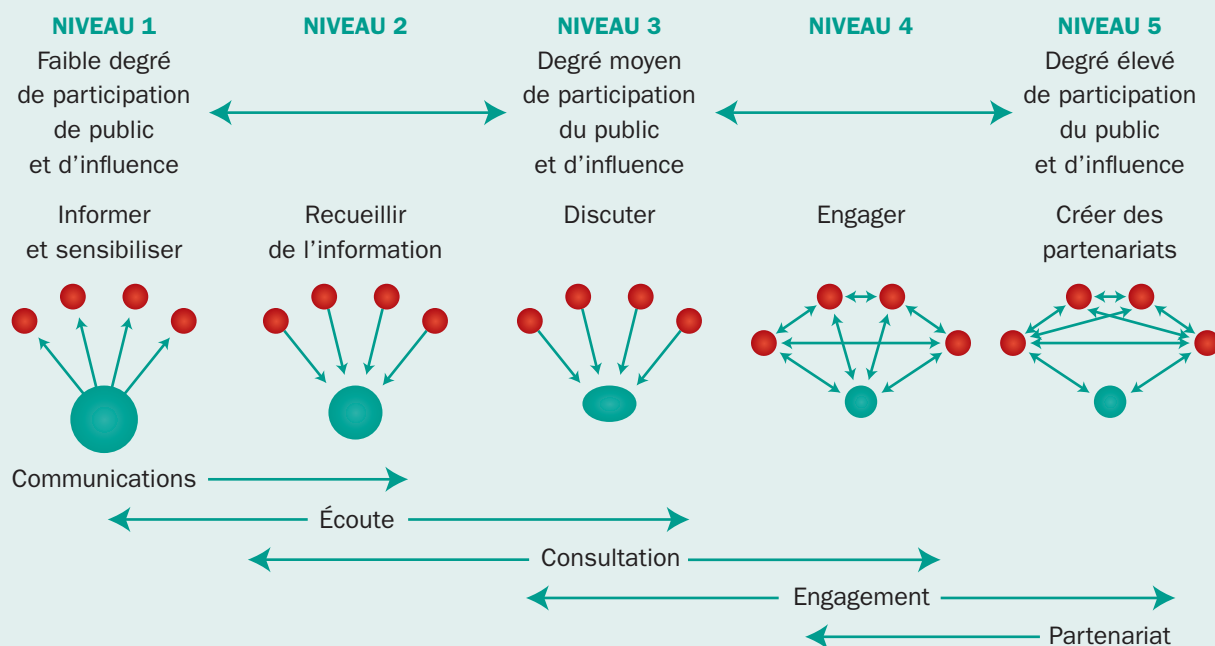 NIVEAU 1
Faible degré
de participation
de public
et d'influence
NIVEAU 2
NIVEAU 3
Degré moyen
de participation
du public
et d'influence
NIVEAU 4
NIVEAU 5
Degré élevé
de participation
du public
et d'influence
Informer
et sensibiliser
Recueillir
de l'information
Discuter
Engager
Créer des
partenariats
Communications
Écoute
Consultation
Engagement
Partenariat